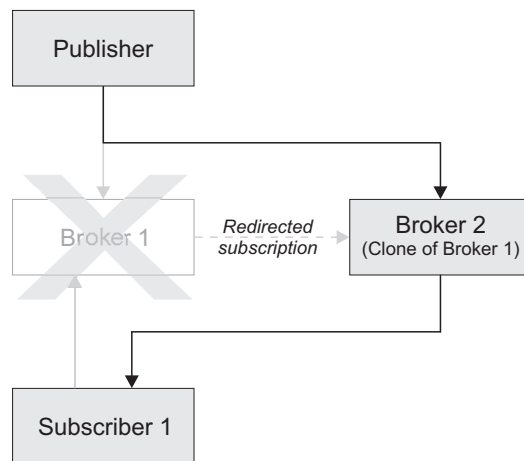 Publisher
Broker 1
Redirected
subscription
Broker 2
(Clone of Broker 1)
Subscriber 1